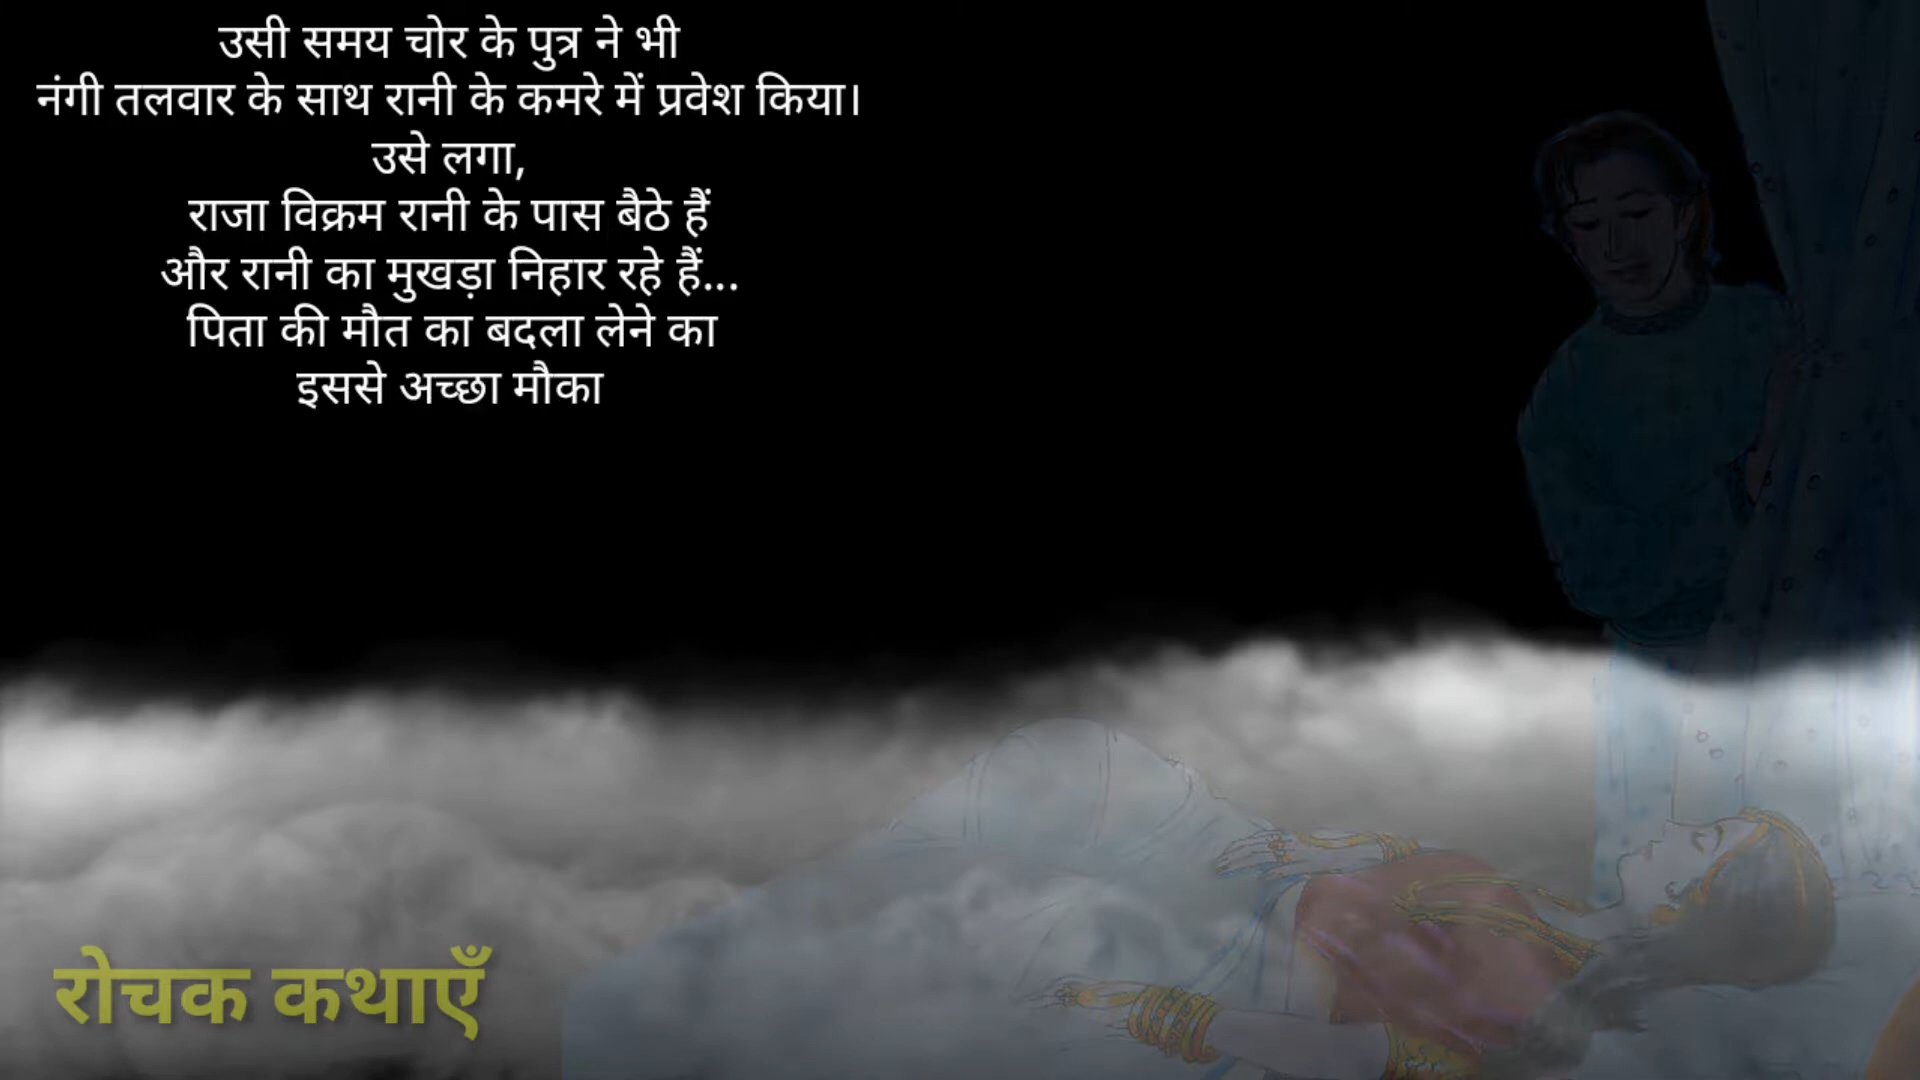 उसी समय चोर के पुत्र ने भी
नंगी तलवार के साथ रानी के कमरे में प्रवेश किया।
उसे लगा,
राजा विक्रम रानी के पास बैठे हैं
और रानी का मुखड़ा निहार रहे हैं...
पिता की मौत का बदला लेने का
इससे अच्छा मौका
रोचक कथाएँ